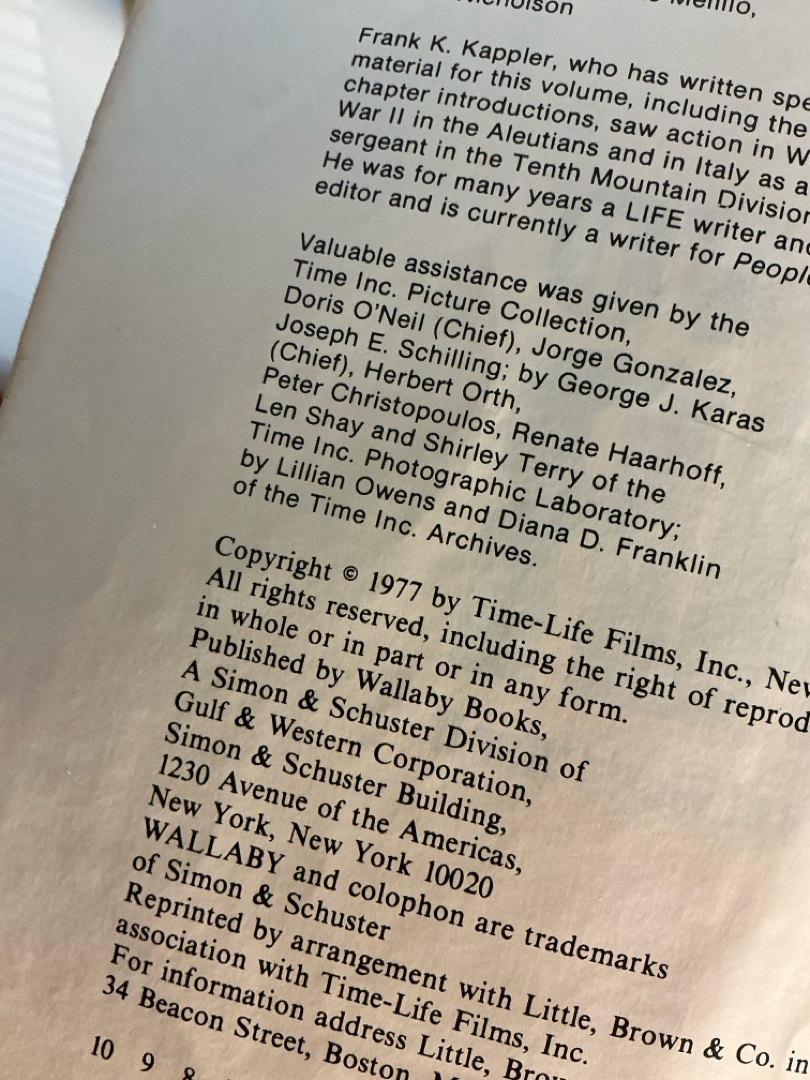 Nicholson
Frank K. Kappler, who has written spe
material for this volume, including the
chapter introductions, saw action in W
War II in the Aleutians and in Italy as a
sergeant in the Tenth Mountain Division
He was for many years a LIFE writer and
editor and is currently a writer for People
Valuable assistance was given by the
Time Inc. Picture Collection,
Doris O'Neil (Chief), Jorge Gonzalez,
Joseph E. Schilling; by George J. Karas
(Chief), Herbert Orth,
Peter Christopoulos, Renate Haarhoff,
Len Shay and Shirley Terry of the
Time Inc. Photographic Laboratory;
by Lillian Owens and Diana D. Franklin
of the Time Inc. Archives.
Copyright © 1977 by Time-Life Films, Inc., New
All rights reserved, including the right of reprod
in whole or in part or in any form.
Published by Wallaby Books,
A Simon & Schuster Division of
Gulf & Western Corporation,
Simon & Schuster Building,
1230 Avenue of the Americas,
New York, New York 10020
WALLABY and colophon are trademarks
of Simon & Schuster
Reprinted by arrangement with Little, Brown & Co. in
association with Time-Life Films, Inc.
For information address Little, Brow
34 Beacon Street, Boston
10 9 8